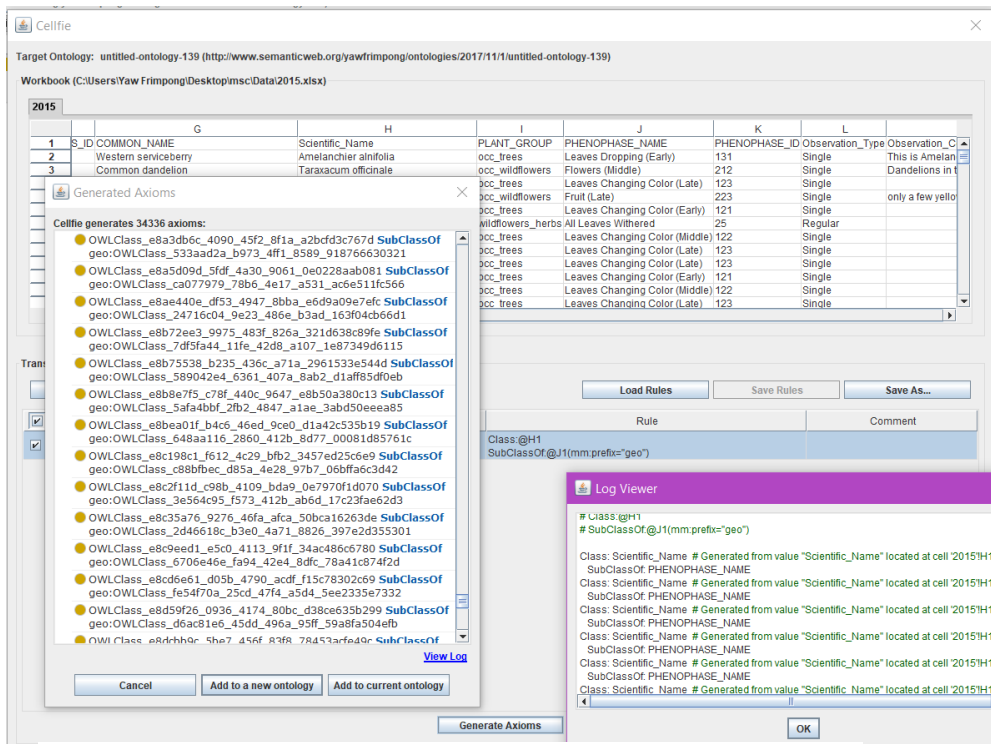 Cellfie
Target Ontology: untitled-ontology-139 (http://www.semanticweb.org/yawfrimpong/ontologies/2017/11/1/untitled-ontology-139)
Workbook (C:\Users\Yaw Frimpong\Desktop\msc\Data\2015.xlsx)
2015
G H I J K L
1 S_ID COMMON_NAME Scientific_Name PLANT_GROUP PHENOPHASE_NAME PHENOPHASE_ID Observation_Type Observation_C
2 Western serviceberry Amelanchier alnifolia occ_trees Leaves Dropping (Early) 131 Single This is Amelan
3 Common dandelion Taraxacum officinale occ_wildflowers Flowers (Middle) 212 Single Dandelions in t
occ_trees Leaves Changing Color (Late) 123 Single
occ_wildflowers Fruit (Late) 223 Single only a few yello
occ_trees Leaves Changing Color (Early) 121 Single
wildflowers_herbs All Leaves Withered 25 Regular
occ_trees Leaves Changing Color (Middle) 122 Single
occ_trees Leaves Changing Color (Late) 123 Single
occ_trees Leaves Changing Color (Late) 123 Single
occ_trees Leaves Changing Color (Early) 121 Single
occ_trees Leaves Changing Color (Middle) 122 Single
occ_trees Leaves Changing Color (Late) 123 Single
Generated Axioms
Cellfie generates 34336 axioms:
OWLClass_e8a3db6c_4090_45f2_8f1a_a2bcfd3c767d SubClassOf
geo:OWLClass_533aad2a_b973_4ff1_8589_918766630321
OWLClass_e8a5d09d_5fdf_4a30_9061_0e0228aab081 SubClassOf
geo:OWLClass_ca077979_78b6_4e17_a531_ac6e511fc566
OWLClass_e8ae440e_df53_4947_8bba_e6d9a09e7efc SubClassOf
geo:OWLClass_24716c04_9e23_486e_b3ad_163f04cb66d1
OWLClass_e8b72ee3_9975_483f_826a_321d638c89fe SubClassOf
geo:OWLClass_7df5fa44_11fe_42d8_a107_1e87349d6115
OWLClass_e8b75538_b235_436c_a71a_2961533e544d SubClassOf
geo:OWLClass_589042e4_6361_407a_8ab2_d1aff85df0eb
OWLClass_e8b8e7f5_c78f_440c_9647_e8b50a380c13 SubClassOf
geo:OWLClass_5afa4bbf_2fb2_4847_a1ae_3abd50eeea85
OWLClass_e8bea01f_b4c6_46ed_9ce0_d1a42c535b19 SubClassOf
geo:OWLClass_648aa116_2860_412b_8d77_00081d85761c
OWLClass_e8c198c1_f612_4c29_bfb2_3457ed25c6e9 SubClassOf
geo:OWLClass_c88bfbec_d85a_4e28_97b7_06bffa6c3d42
OWLClass_e8c2f11d_c98b_4109_bda9_0e7970f1d070 SubClassOf
geo:OWLClass_3e564c95_f573_412b_ab6d_17c23fae62d3
OWLClass_e8c35a76_9276_46fa_afca_50bca16263de SubClassOf
geo:OWLClass_2d46618c_b3e0_4a71_8826_397e2d355301
OWLClass_e8c9eed1_e5c0_4113_9f1f_34ac486c6780 SubClassOf
geo:OWLClass_6706e46e_fa94_42e4_8dfc_78a41c874f2d
OWLClass_e8cd6e61_d05b_4790_acdf_f15c78302c69 SubClassOf
geo:OWLClass_fe54f70a_25cd_47f4_a5d4_5ee2335e7332
OWLClass_e8d59f26_0936_4174_80bc_d38ce635b299 SubClassOf
geo:OWLClass_d6ac81e6_45dd_496a_95ff_59a8fa504efb
OWLClass_e8dcbb9c_5be7_456f_83f8_78453acfe49c SubClassOf
View Log
Cancel Add to a new ontology Add to current ontology
Trans
Load Rules Save Rules Save As...
Rule Comment
Class:@H1
SubClassOf:@J1(mm:prefix="geo")
Generate Axioms
Log Viewer
# Class:@H1
# SubClassOf:@J1(mm:prefix="geo")
Class: Scientific_Name # Generated from value "Scientific_Name" located at cell '2015'!H1
SubClassOf: PHENOPHASE_NAME
Class: Scientific_Name # Generated from value "Scientific_Name" located at cell '2015'!H1
SubClassOf: PHENOPHASE_NAME
Class: Scientific_Name # Generated from value "Scientific_Name" located at cell '2015'!H1
SubClassOf: PHENOPHASE_NAME
Class: Scientific_Name # Generated from value "Scientific_Name" located at cell '2015'!H1
SubClassOf: PHENOPHASE_NAME
Class: Scientific_Name # Generated from value "Scientific_Name" located at cell '2015'!H1
SubClassOf: PHENOPHASE_NAME
Class: Scientific_Name # Generated from value "Scientific_Name" located at cell '2015'!H1
OK